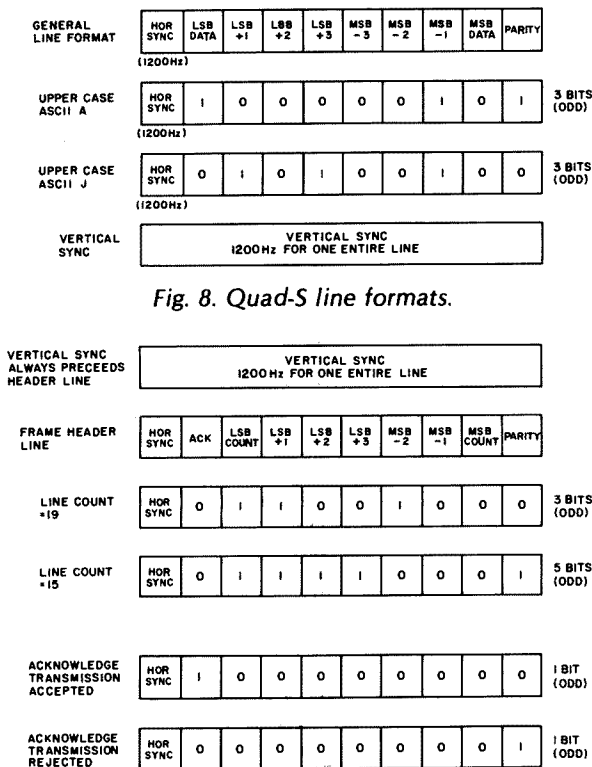 GENERAL
LINE FORMAT
HOR
SYNC
LSB
DATA
LSB
+1
LSB
+2
LSB
+3
MSB
-3
MSB
-2
MSB
-1
MSB
DATA
PARITY
(1200Hz)
UPPER CASE
ASCII A
HOR
SYNC
1 0 0 0 0 0 1 0 1
3 BITS
(ODD)
(1200Hz)
UPPER CASE
ASCII J
HOR
SYNC
0 1 0 1 0 0 1 0 0
3 BITS
(ODD)
(1200Hz)
VERTICAL
SYNC
VERTICAL SYNC
1200Hz FOR ONE ENTIRE LINE
Fig. 8. Quad-S line formats.
VERTICAL SYNC
ALWAYS PRECEEDS
HEADER LINE
VERTICAL SYNC
1200Hz FOR ONE ENTIRE LINE
FRAME HEADER
LINE
HOR
SYNC
ACK
LSB
COUNT
LSB
+1
LSB
+2
LSB
+3
MSB
-2
MSB
-1
MSB
COUNT
PARITY
LINE COUNT
=19
HOR
SYNC
0 1 1 0 0 1 0 0 0
3 BITS
(ODD)
LINE COUNT
=15
HOR
SYNC
0 1 1 1 1 0 0 0 1
5 BITS
(ODD)
ACKNOWLEDGE
TRANSMISSION
ACCEPTED
HOR
SYNC
1 0 0 0 0 0 0 0 0
1 BIT
(ODD)
ACKNOWLEDGE
TRANSMISSION
REJECTED
HOR
SYNC
0 0 0 0 0 0 0 0 1
1 BIT
(ODD)